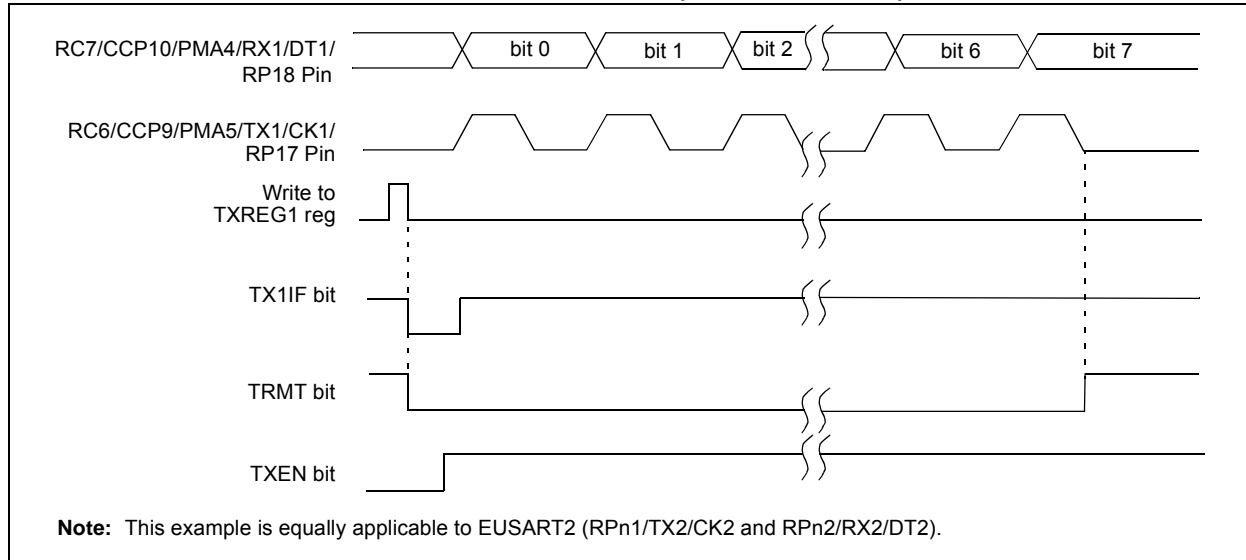 RC7/CCP10/PMA4/RX1/DT1/
RP18 Pin
bit 0
bit 1
bit 2
bit 6
bit 7
RC6/CCP9/PMA5/TX1/CK1/
RP17 Pin
Write to
TXREG1 reg
TX1IF bit
TRMT bit
TXEN bit
Note: This example is equally applicable to EUSART2 (RPn1/TX2/CK2 and RPn2/RX2/DT2).